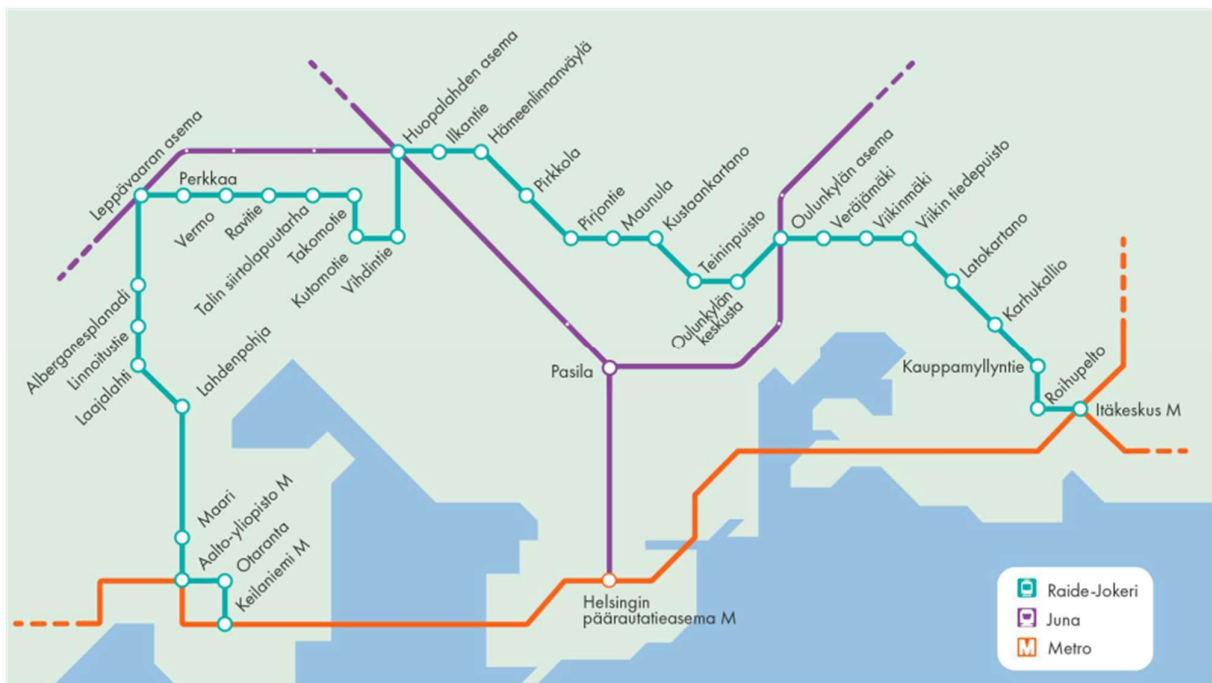 Leppävaaran asema
Perkkaa
Vermo
Ravitie
Talin siirtolapuutarha
Takomotie
Kutomotie
Vihdintie
Huopalahden asema
Ilkantie
Hämeenlinnanväylä
Pirkkola
Pirjontie
Maunula
Kustaankartano
Teininpuisto
Oulunkylän
keskusta
Oulunkylän asema
Veräjämäki
Viikinmäki
Viikin tiedepuisto
Latokartano
Karhukallio
Kauppamyllyntie
Roihupelto
Itäkeskus M
Alberganesplanadi
Linnoitustie
Laajalahti
Lahdenpohja
Maari
Aalto-yliopisto M
Otaranta
Keilaniemi M
Pasila
Helsingin
päärautatieasema M
Raide-Jokeri
Juna
M Metro